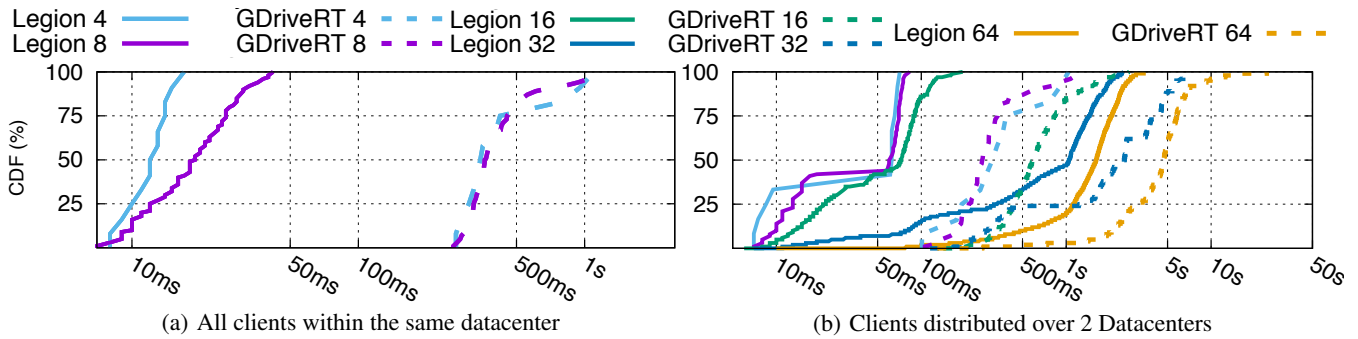 Legion 4 GDriveRT 4 Legion 16 GDriveRT 16
Legion 8 GDriveRT 8 Legion 32 GDriveRT 32 Legion 64 GDriveRT 64
CDF (%)
100
75
50
25
10ms 50ms 100ms 500ms 1s
100
75
50
25
10ms 50ms 100ms 500ms 1s 5s 10s 50s
(a) All clients within the same datacenter
(b) Clients distributed over 2 Datacenters